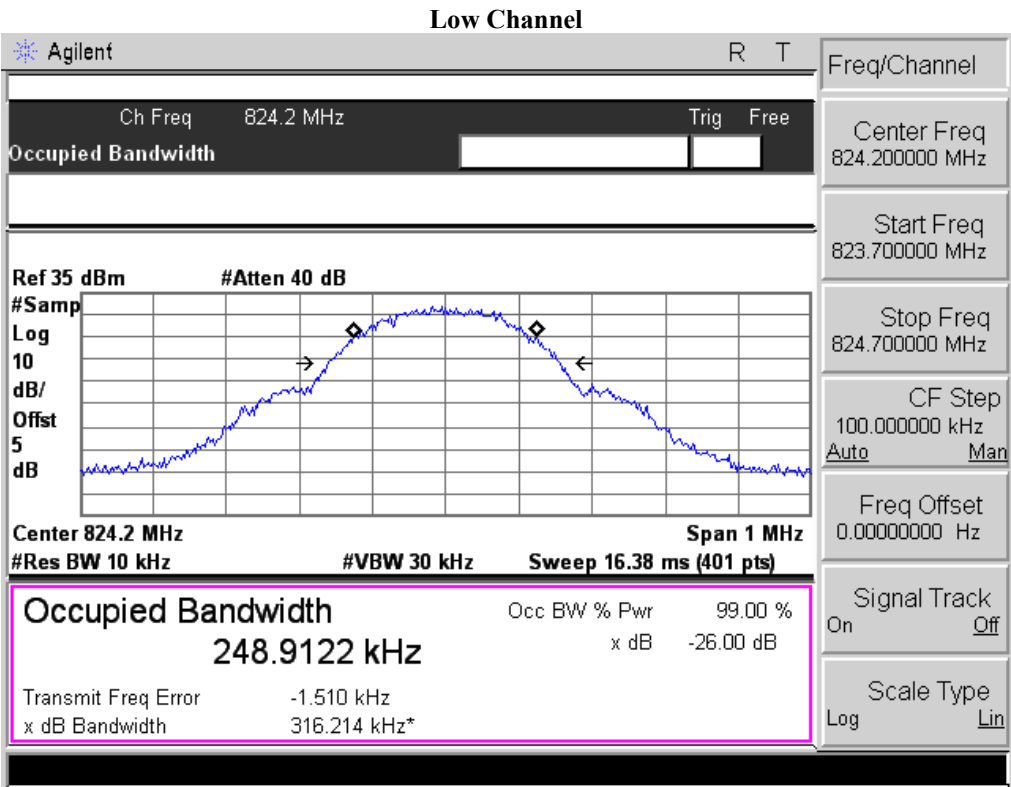 Low Channel
Agilent R T
Freq/Channel
Ch Freq 824.2 MHz Trig Free
Occupied Bandwidth
Center Freq
824.200000 MHz
Start Freq
823.700000 MHz
Stop Freq
824.700000 MHz
CF Step
100.000000 kHz
Auto Man
Freq Offset
0.00000000 Hz
Signal Track
On Off
Scale Type
Log Lin
Ref 35 dBm #Atten 40 dB
#Samp
Log
10
dB/
Offst
5
dB
Center 824.2 MHz Span 1 MHz
#Res BW 10 kHz #VBW 30 kHz Sweep 16.38 ms (401 pts)
Occupied Bandwidth Occ BW % Pwr 99.00 %
248.9122 kHz x dB -26.00 dB
Transmit Freq Error -1.510 kHz
x dB Bandwidth 316.214 kHz*